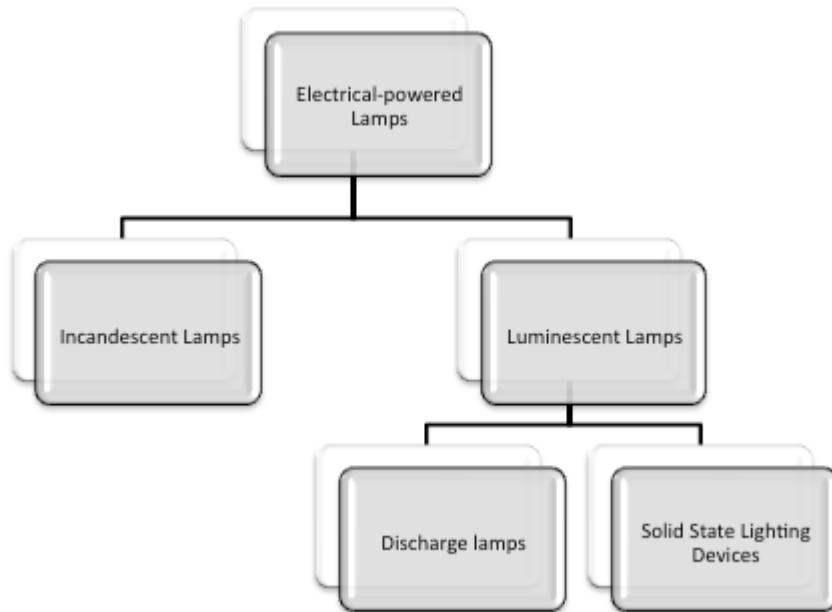 Electrical-powered
Lamps
Incandescent Lamps
Luminescent Lamps
Discharge lamps
Solid State Lighting
Devices